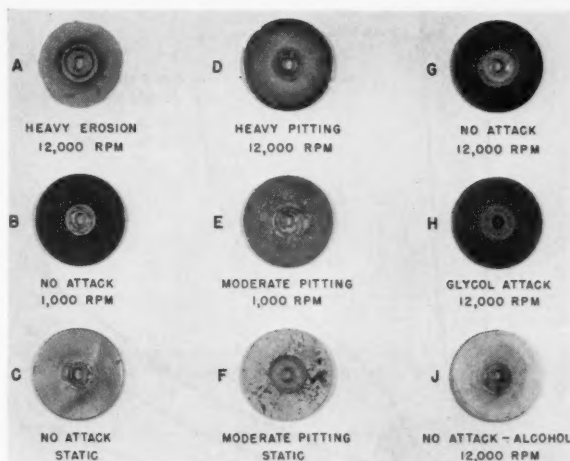 A
HEAVY EROSION
12,000 RPM
D
HEAVY PITTING
12,000 RPM
G
NO ATTACK
12,000 RPM
B
NO ATTACK
1,000 RPM
E
MODERATE PITTING
1,000 RPM
H
GLYCOL ATTACK
12,000 RPM
C
NO ATTACK
STATIC
F
MODERATE PITTING
STATIC
J
NO ATTACK - ALCOHOL
12,000 RPM